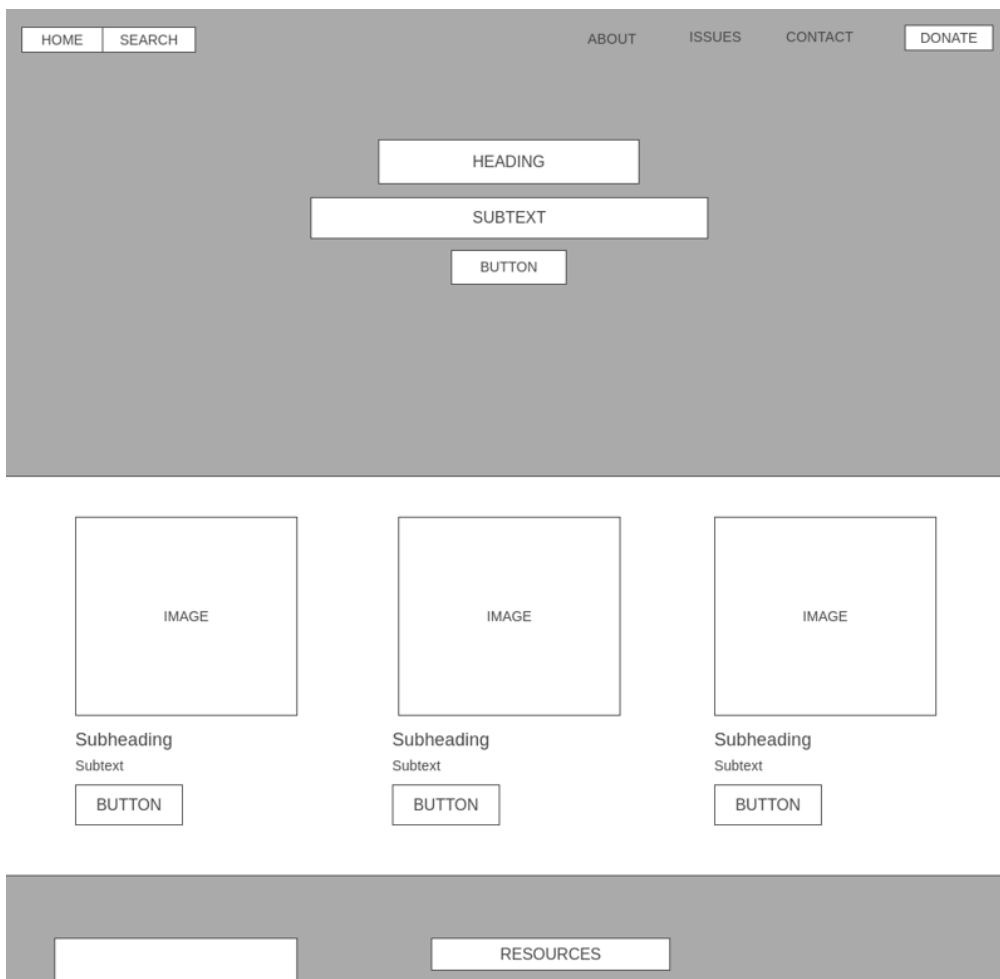 HOME SEARCH ABOUT ISSUES CONTACT DONATE
HEADING
SUBTEXT
BUTTON
IMAGE IMAGE IMAGE
Subheading Subheading Subheading
Subtext Subtext Subtext
BUTTON BUTTON BUTTON
RESOURCES